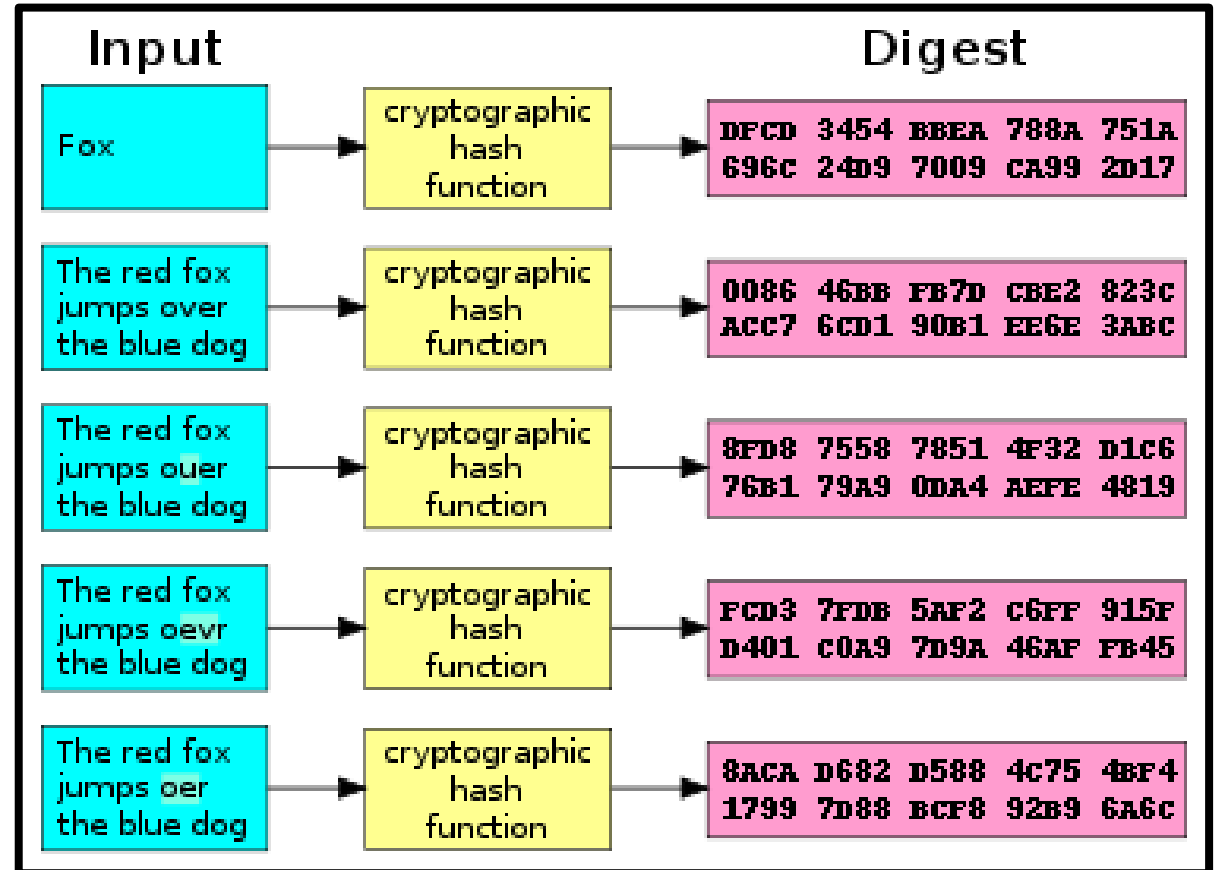 Input
Digest
Fox
cryptographic
hash
function
DFCD 3454 BBEA 788A 751A
696C 24D9 7009 CA99 2D17
The red fox
jumps over
the blue dog
cryptographic
hash
function
0086 46BB FB7D CBE2 823C
ACC7 6CD1 90B1 EE6E 3ABC
The red fox
jumps ouer
the blue dog
cryptographic
hash
function
8FD8 7558 7851 4F32 D1C6
76B1 79A9 0DA4 AEFE 4819
The red fox
jumps oevr
the blue dog
cryptographic
hash
function
FCD3 7FDB 5AF2 C6FF 915F
D401 C0A9 7D9A 46AF FB45
The red fox
jumps oer
the blue dog
cryptographic
hash
function
8ACA D682 D588 4C75 4BF4
1799 7D88 BCF8 92B9 6A6C